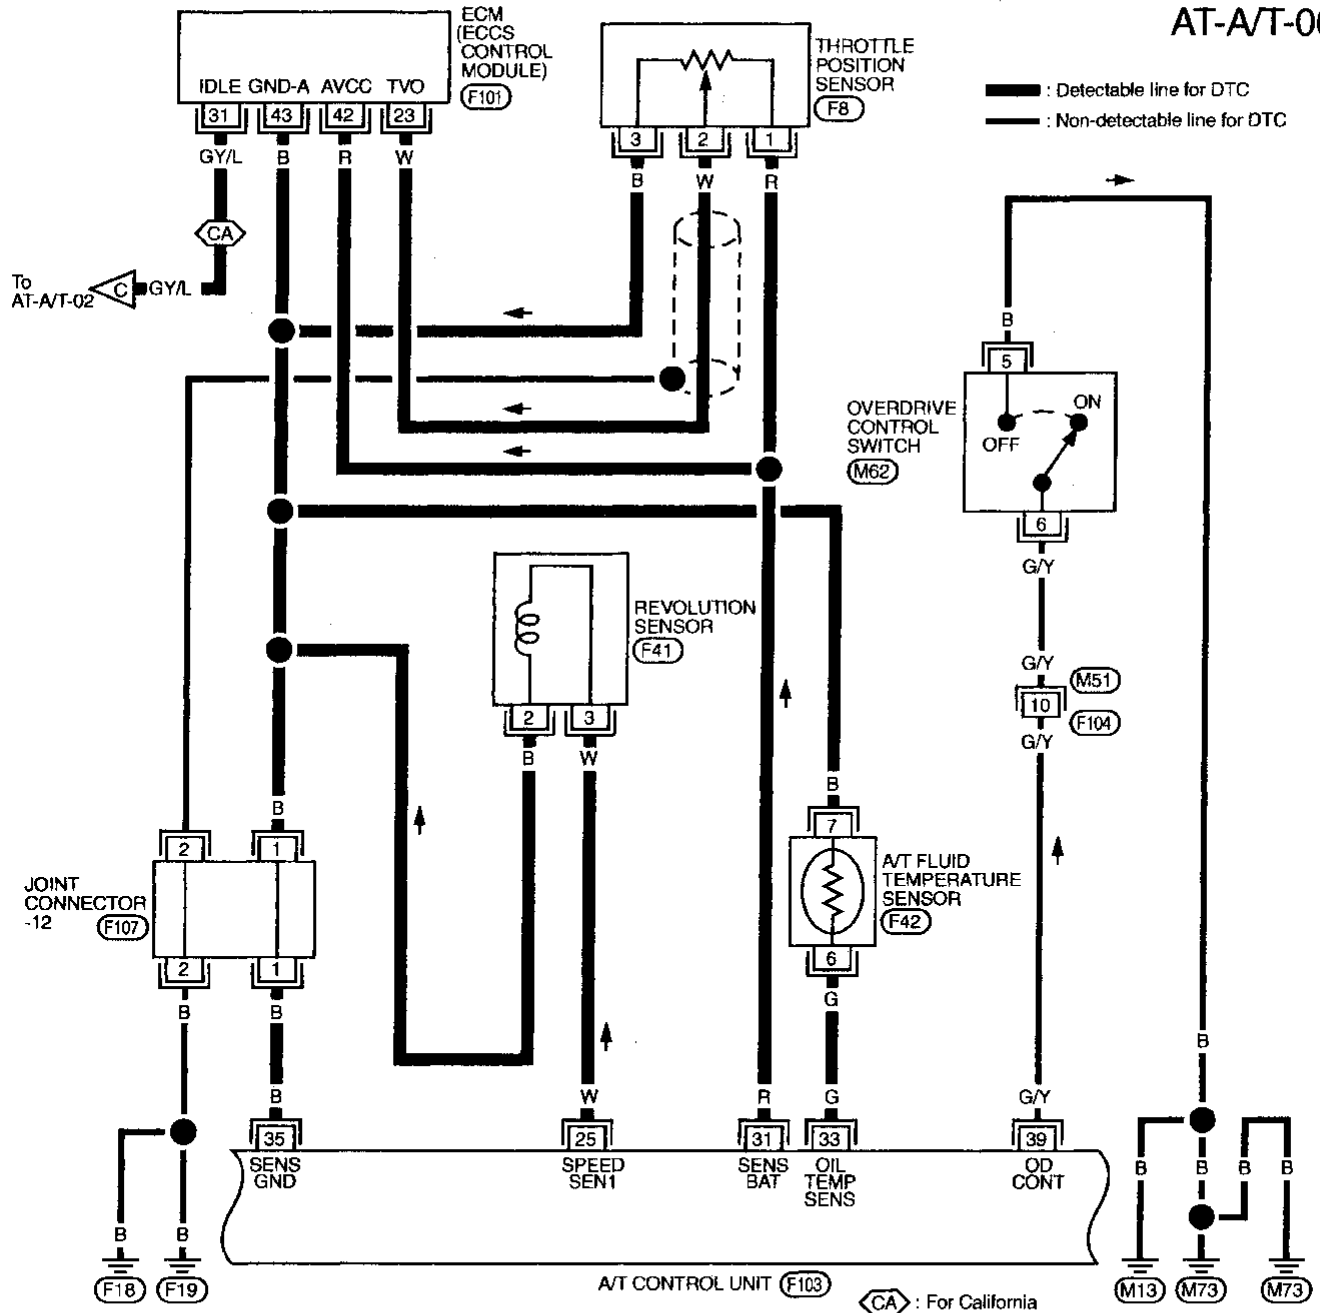 AT-A/T-0
ECM
(ECCS
CONTROL
MODULE)
F101
IDLE GND-A AVCC TVO
31 43 42 23
GY/L B R W
CA
To
AT-A/T-02
C
GY/L
THROTTLE
POSITION
SENSOR
F8
3 2 1
B W R
: Detectable line for DTC
: Non-detectable line for DTC
B
5
OVERDRIVE
CONTROL
SWITCH
M62
ON
OFF
6
G/Y
G/Y
M51
10
F104
G/Y
REVOLUTION
SENSOR
F41
2 3
B W
B
7
A/T FLUID
TEMPERATURE
SENSOR
F42
6
G
B
2 1
JOINT
CONNECTOR
-12
F107
2 1
B B
B W R G G/Y
B
35 25 31 33 39
SENS
GND
SPEED
SEN1
SENS
BAT
OIL
TEMP
SENS
OD
CONT
B B B B
B B
F18 F19
M13 M73 M73
A/T CONTROL UNIT F103
CA : For California